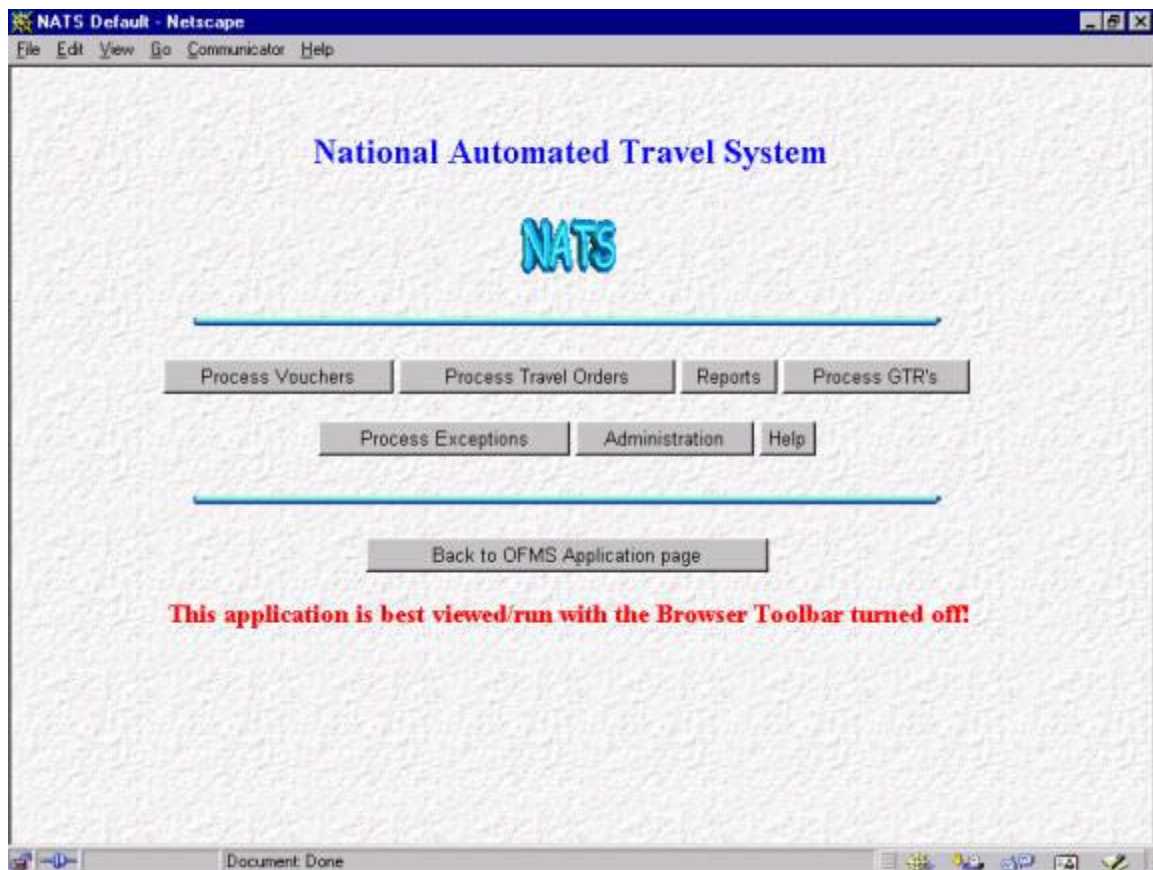 NATS Default - Netscape
File Edit View Go Communicator Help
National Automated Travel System
NATS
Process Vouchers Process Travel Orders Reports Process GTR's
Process Exceptions Administration Help
Back to OFMS Application page
This application is best viewed/run with the Browser Toolbar turned off!
Document: Done